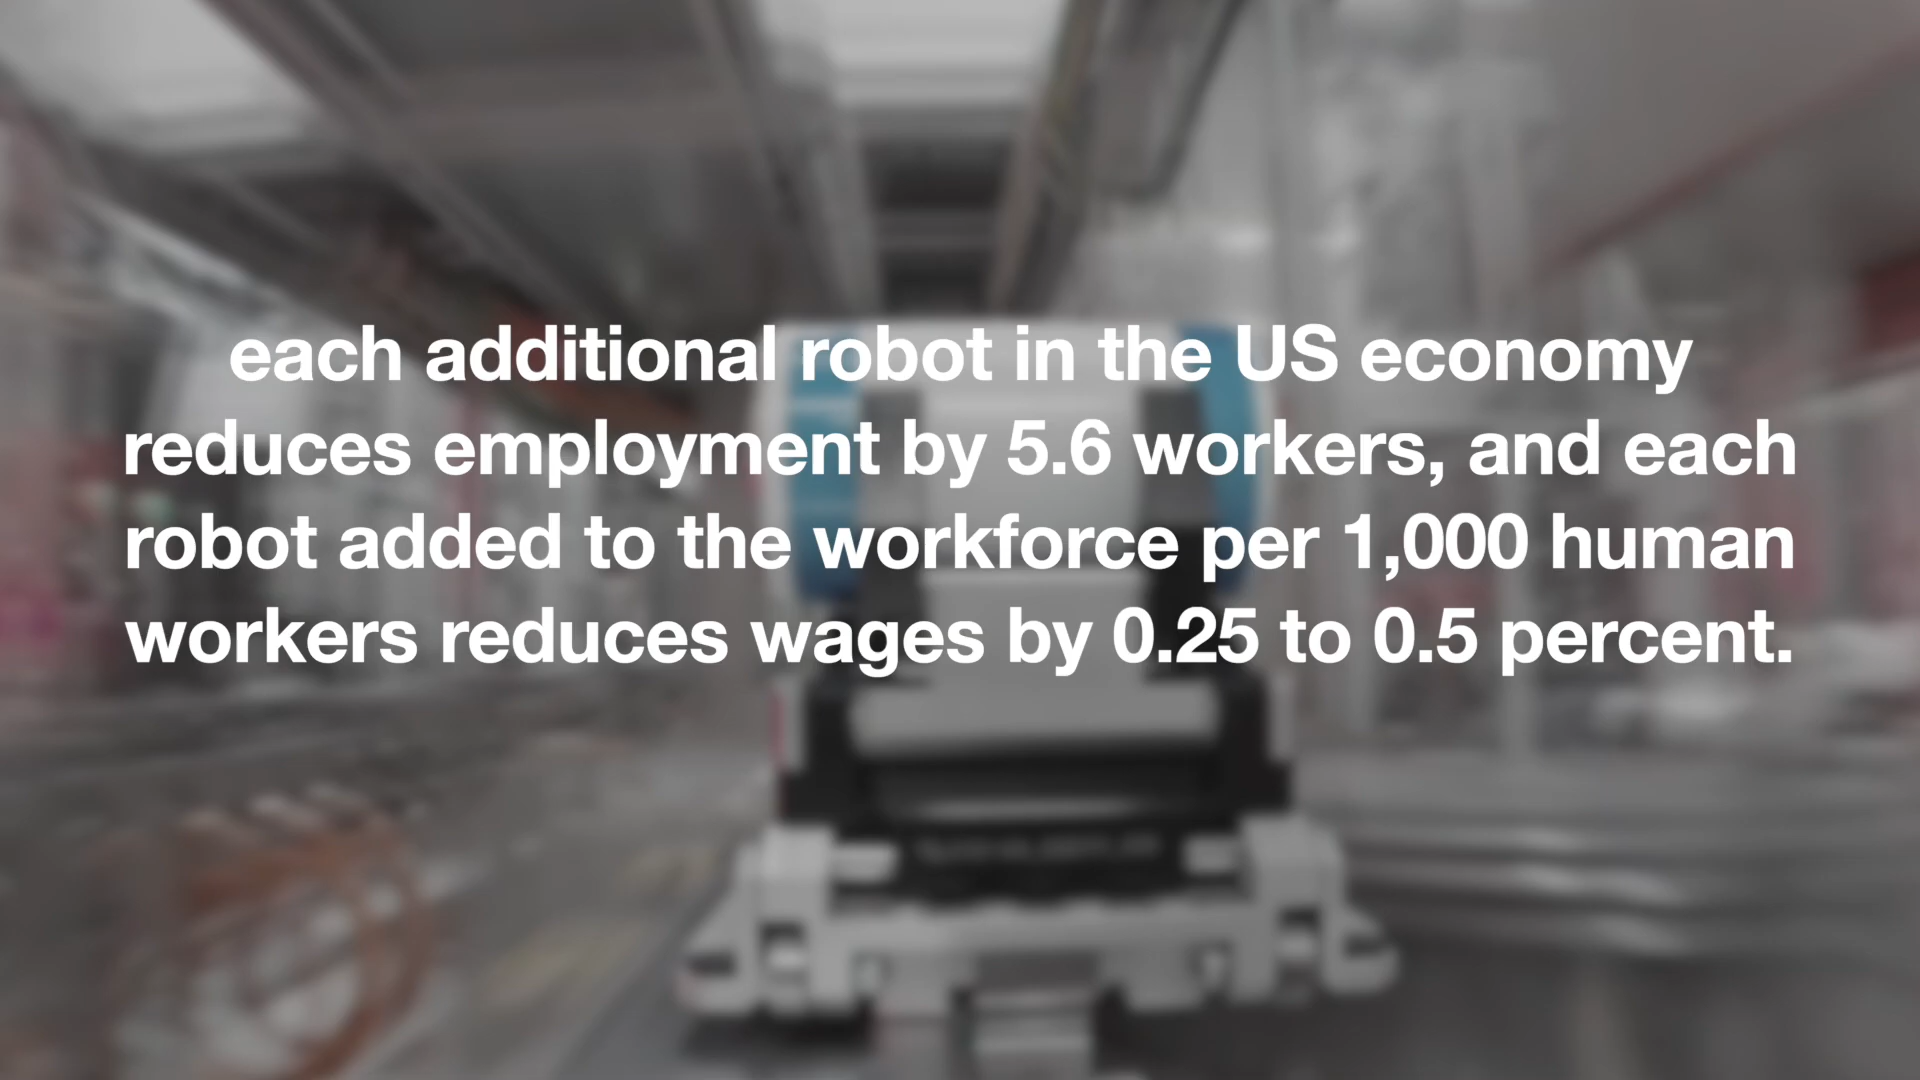 each additional robot in the US economy
reduces employment by 5.6 workers, and each
robot added to the workforce per 1,000 human
workers reduces wages by 0.25 to 0.5 percent.